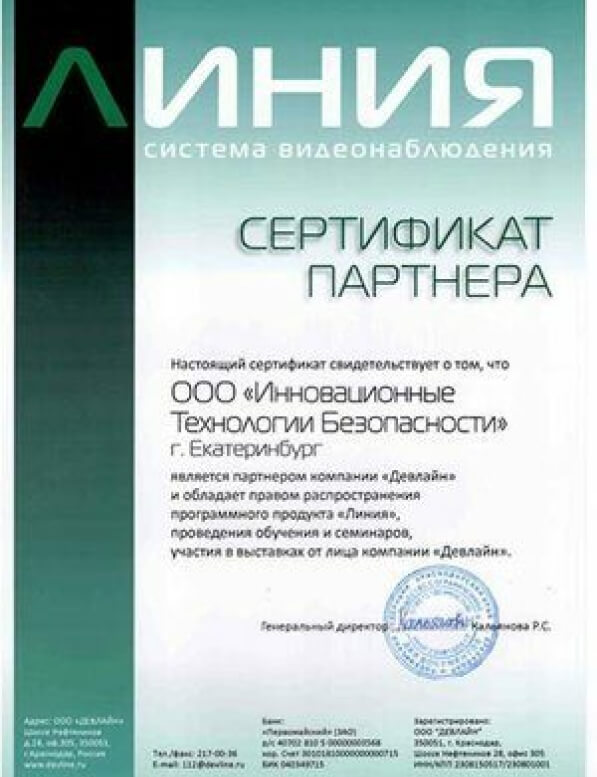 ЛИНИЯ
система видеонаблюдения
СЕРТИФИКАТ
ПАРТНЕРА
Настоящий сертификат свидетельствует о том, что
ООО «Инновационные
Технологии Безопасности»
г. Екатеринбург
является партнером компании «Девлайн»
и обладает правом распространения
программного продукта «Линия»,
проведения обучения и семинаров,
участия в выставках от лица компании «Девлайн».
Генеральный директор Кальянова Р.С.
Адрес: ООО «ДЕВЛАЙН»
Шоссе Нефтяников
д.28, оф.305, 350051,
г.Краснодар, Россия
www.devline.ru
Тел./факс: 217-00-36
E-mail: 112@devline.ru
Банк:
«Первомайский» (ЗАО)
р/с 40702 810 5 00000003568
кор. Счет 30101810000000000715
БИК 040349715
Зарегистрировано:
ООО "ДЕВЛАЙН"
350051, г. Краснодар,
Шоссе Нефтяников 28, офис 305
ИНН/КПП 2308150517/230801001